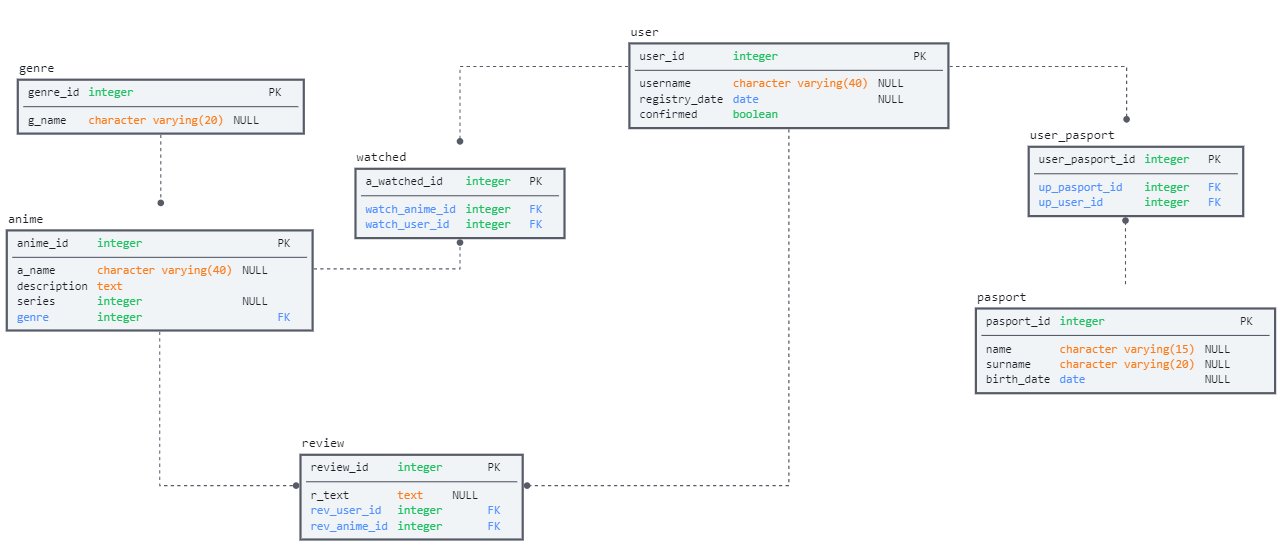 user
user_id integer PK
username character varying(40) NULL
registry_date date NULL
confirmed boolean
genre
genre_id integer PK
g_name character varying(20) NULL
watched
a_watched_id integer PK
watch_anime_id integer FK
watch_user_id integer FK
user_pasport
user_pasport_id integer PK
up_pasport_id integer FK
up_user_id integer FK
anime
anime_id integer PK
a_name character varying(40) NULL
description text
series integer NULL
genre integer FK
pasport
pasport_id integer PK
name character varying(15) NULL
surname character varying(20) NULL
birth_date date NULL
review
review_id integer PK
r_text text NULL
rev_user_id integer FK
rev_anime_id integer FK